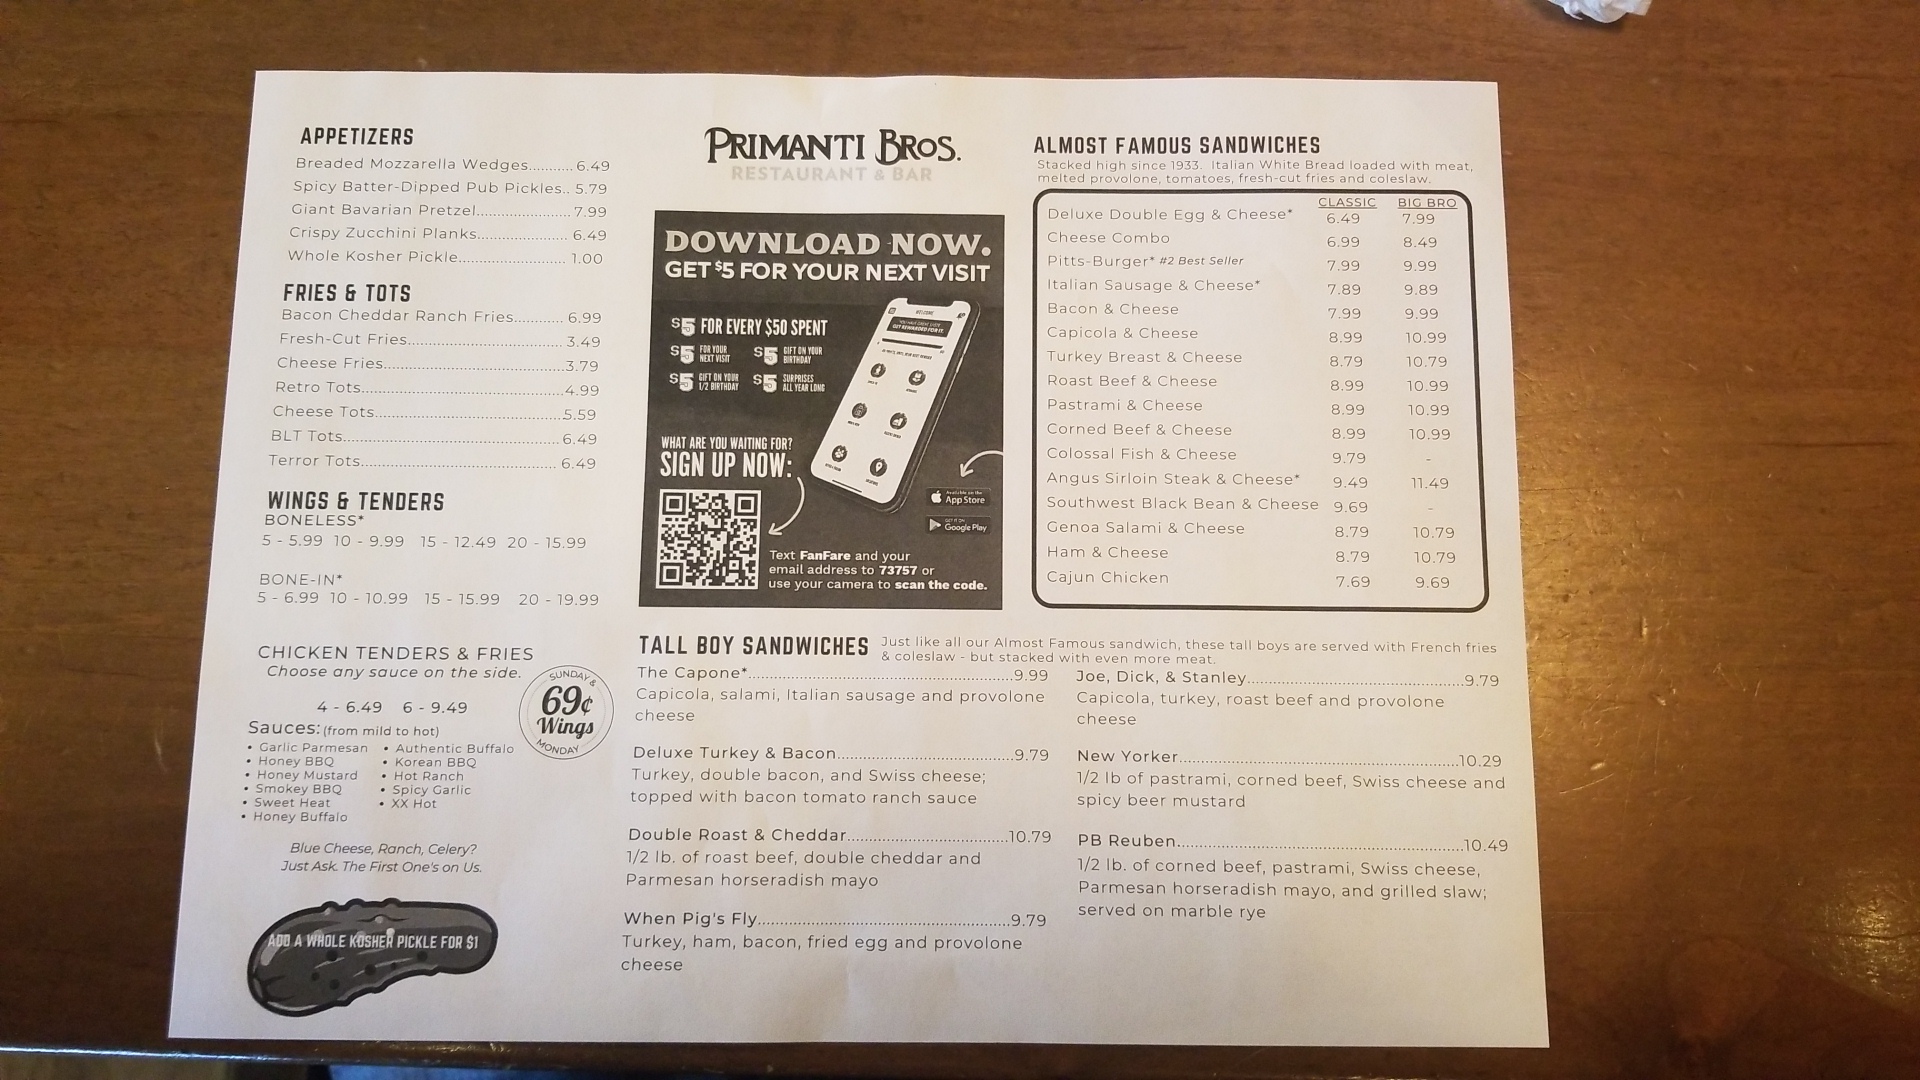 APPETIZERS
Breaded Mozzarella Wedges........... 6.49
Spicy Batter-Dipped Pub Pickles.. 5.79
Giant Bavarian Pretzel....................... 7.99
Crispy Zucchini Planks...................... 6.49
Whole Kosher Pickle........................... 1.00
FRIES & TOTS
Bacon Cheddar Ranch Fries............ 6.99
Fresh-Cut Fries...................................... 3.49
Cheese Fries............................................3.79
Retro Tots.................................................4.99
Cheese Tots.............................................5.59
BLT Tots.................................................... 6.49
Terror Tots................................................ 6.49
WINGS & TENDERS
BONELESS*
5 - 5.99 10 - 9.99 15 - 12.49 20 - 15.99
BONE-IN*
5 - 6.99 10 - 10.99 15 - 15.99 20 - 19.99
CHICKEN TENDERS & FRIES
Choose any sauce on the side.
4 - 6.49 6 - 9.49
SUNDAY &
69¢
Wings
MONDAY
Sauces: (from mild to hot)
• Garlic Parmesan
• Honey BBQ
• Honey Mustard
• Smokey BBQ
• Sweet Heat
• Honey Buffalo
• Authentic Buffalo
• Korean BBQ
• Hot Ranch
• Spicy Garlic
• XX Hot
Blue Cheese, Ranch, Celery?
Just Ask. The First One's on Us.
ADD A WHOLE KOSHER PICKLE FOR $1
PRIMANTI BROS.
RESTAURANT & BAR
DOWNLOAD NOW.
GET $5 FOR YOUR NEXT VISIT
$5 FOR EVERY $50 SPENT
$5 FOR YOUR NEXT VISIT
$5 GIFT ON YOUR BIRTHDAY
$5 GIFT ON YOUR 1/2 BIRTHDAY
$5 SURPRISES ALL YEAR LONG
WELCOME
WHAT ARE YOU WAITING FOR?
SIGN UP NOW:
Available on the
App Store
GET IT ON
Google Play
Text FanFare and your
email address to 73757 or
use your camera to scan the code.
ALMOST FAMOUS SANDWICHES
Stacked high since 1933. Italian White Bread loaded with meat,
melted provolone, tomatoes, fresh-cut fries and coleslaw.
CLASSIC BIG BRO
Deluxe Double Egg & Cheese* 6.49 7.99
Cheese Combo 6.99 8.49
Pitts-Burger* #2 Best Seller 7.99 9.99
Italian Sausage & Cheese* 7.89 9.89
Bacon & Cheese 7.99 9.99
Capicola & Cheese 8.99 10.99
Turkey Breast & Cheese 8.79 10.79
Roast Beef & Cheese 8.99 10.99
Pastrami & Cheese 8.99 10.99
Corned Beef & Cheese 8.99 10.99
Colossal Fish & Cheese 9.79 -
Angus Sirloin Steak & Cheese* 9.49 11.49
Southwest Black Bean & Cheese 9.69 -
Genoa Salami & Cheese 8.79 10.79
Ham & Cheese 8.79 10.79
Cajun Chicken 7.69 9.69
TALL BOY SANDWICHES
Just like all our Almost Famous sandwich, these tall boys are served with French fries
& coleslaw - but stacked with even more meat.
The Capone*..............................................................9.99
Capicola, salami, Italian sausage and provolone
cheese
Deluxe Turkey & Bacon..........................................9.79
Turkey, double bacon, and Swiss cheese;
topped with bacon tomato ranch sauce
Double Roast & Cheddar......................................10.79
1/2 lb. of roast beef, double cheddar and
Parmesan horseradish mayo
When Pig's Fly...........................................................9.79
Turkey, ham, bacon, fried egg and provolone
cheese
Joe, Dick, & Stanley...................................................9.79
Capicola, turkey, roast beef and provolone
cheese
New Yorker................................................................10.29
1/2 lb of pastrami, corned beef, Swiss cheese and
spicy beer mustard
PB Reuben..................................................................10.49
1/2 lb. of corned beef, pastrami, Swiss cheese,
Parmesan horseradish mayo, and grilled slaw;
served on marble rye